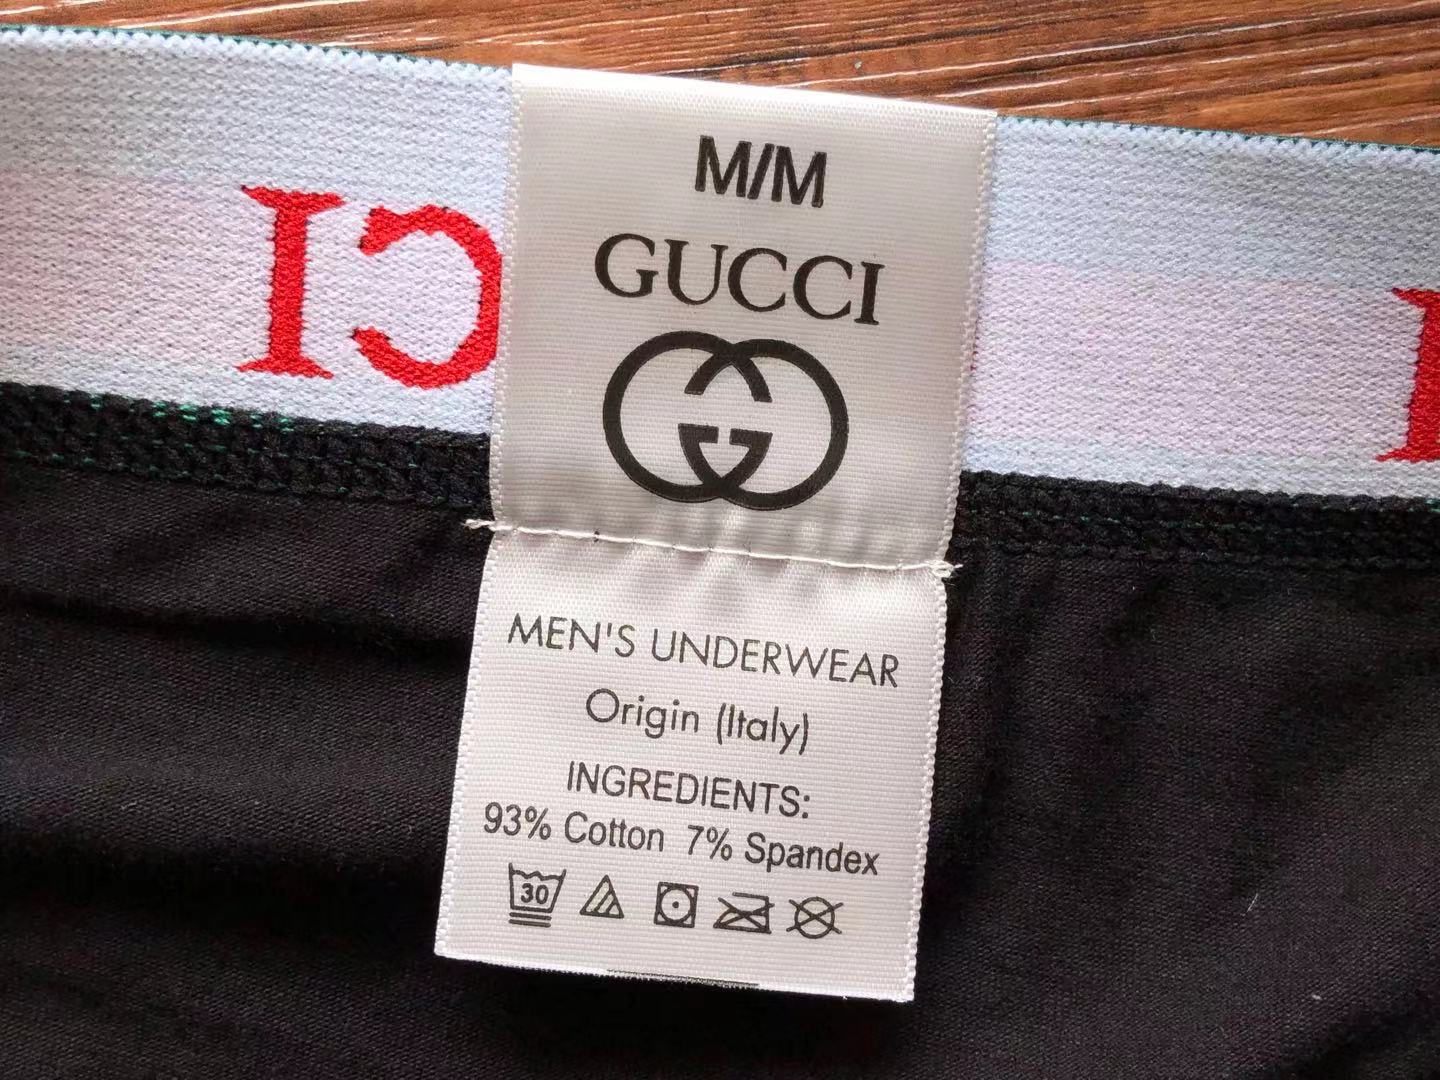 M/M
GUCCI
MEN'S UNDERWEAR
Origin (Italy)
INGREDIENTS:
93% Cotton 7% Spandex
30